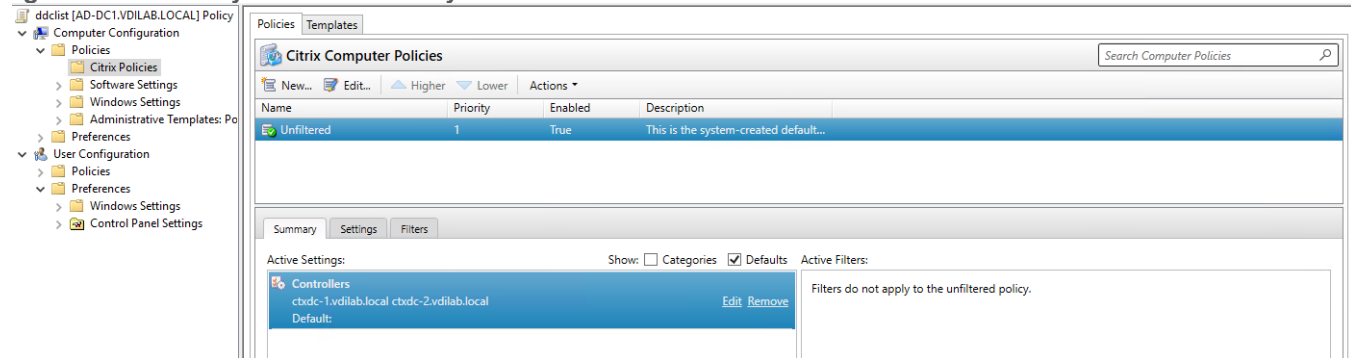 ddclist [AD-DC1.VDILAB.LOCAL] Policy
Computer Configuration
Policies
Citrix Policies
Software Settings
Windows Settings
Administrative Templates: Po
Preferences
User Configuration
Policies
Preferences
Windows Settings
Control Panel Settings
Policies Templates
Citrix Computer Policies
Search Computer Policies
New... Edit... Higher Lower Actions
Name Priority Enabled Description
Unfiltered 1 True This is the system-created default...
Summary Settings Filters
Active Settings: Show: Categories Defaults Active Filters:
Controllers
ctxdc-1.vdilab.local ctxdc-2.vdilab.local Edit Remove
Default:
Filters do not apply to the unfiltered policy.